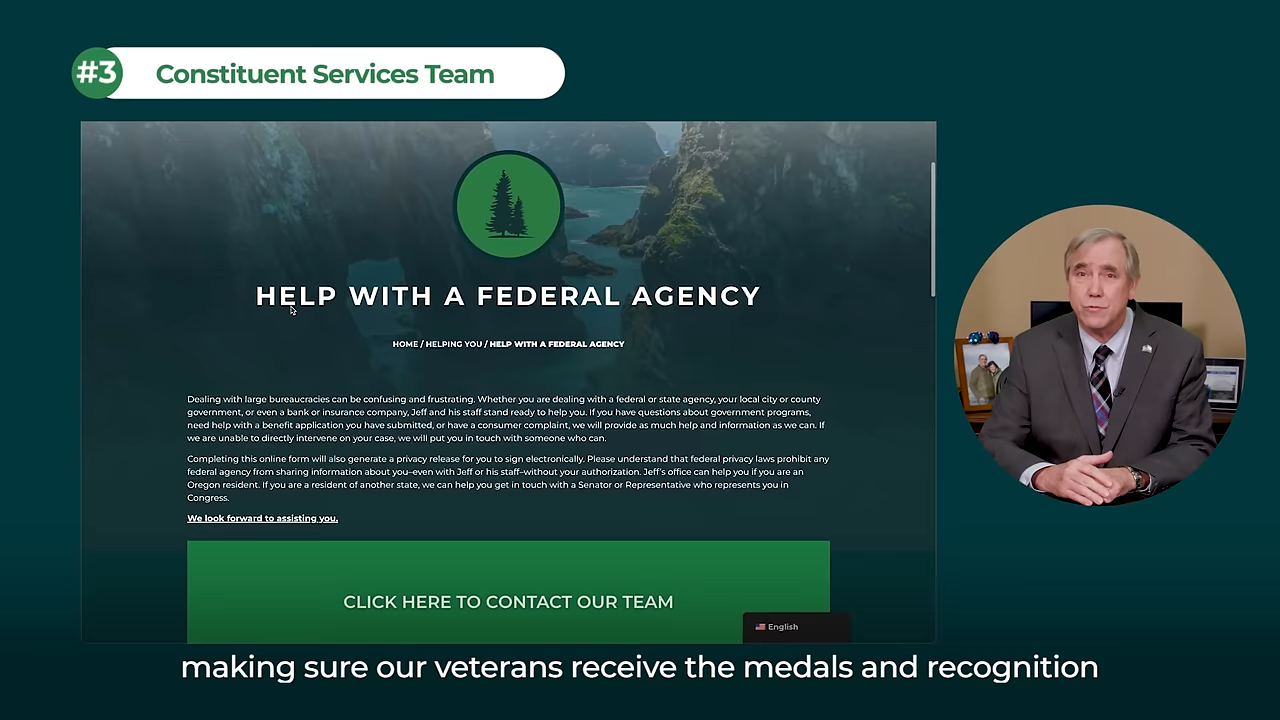 #3 Constituent Services Team
HELP WITH A FEDERAL AGENCY
HOME / HELPING YOU / HELP WITH A FEDERAL AGENCY
Dealing with large bureaucracies can be confusing and frustrating. Whether you are dealing with a federal or state agency, your local city or county
government, or even a bank or insurance company, Jeff and his staff stand ready to help you. If you have questions about government programs,
need help with a benefit application you have submitted, or have a consumer complaint, we will provide as much help and information as we can. If
we are unable to directly intervene on your case, we will put you in touch with someone who can.
Completing this online form will also generate a privacy release for you to sign electronically. Please understand that federal privacy laws prohibit any
federal agency from sharing information about you–even with Jeff or his staff–without your authorization. Jeff's office can help you if you are an
Oregon resident. If you are a resident of another state, we can help you get in touch with a Senator or Representative who represents you in
Congress.
We look forward to assisting you.
CLICK HERE TO CONTACT OUR TEAM
English
making sure our veterans receive the medals and recognition